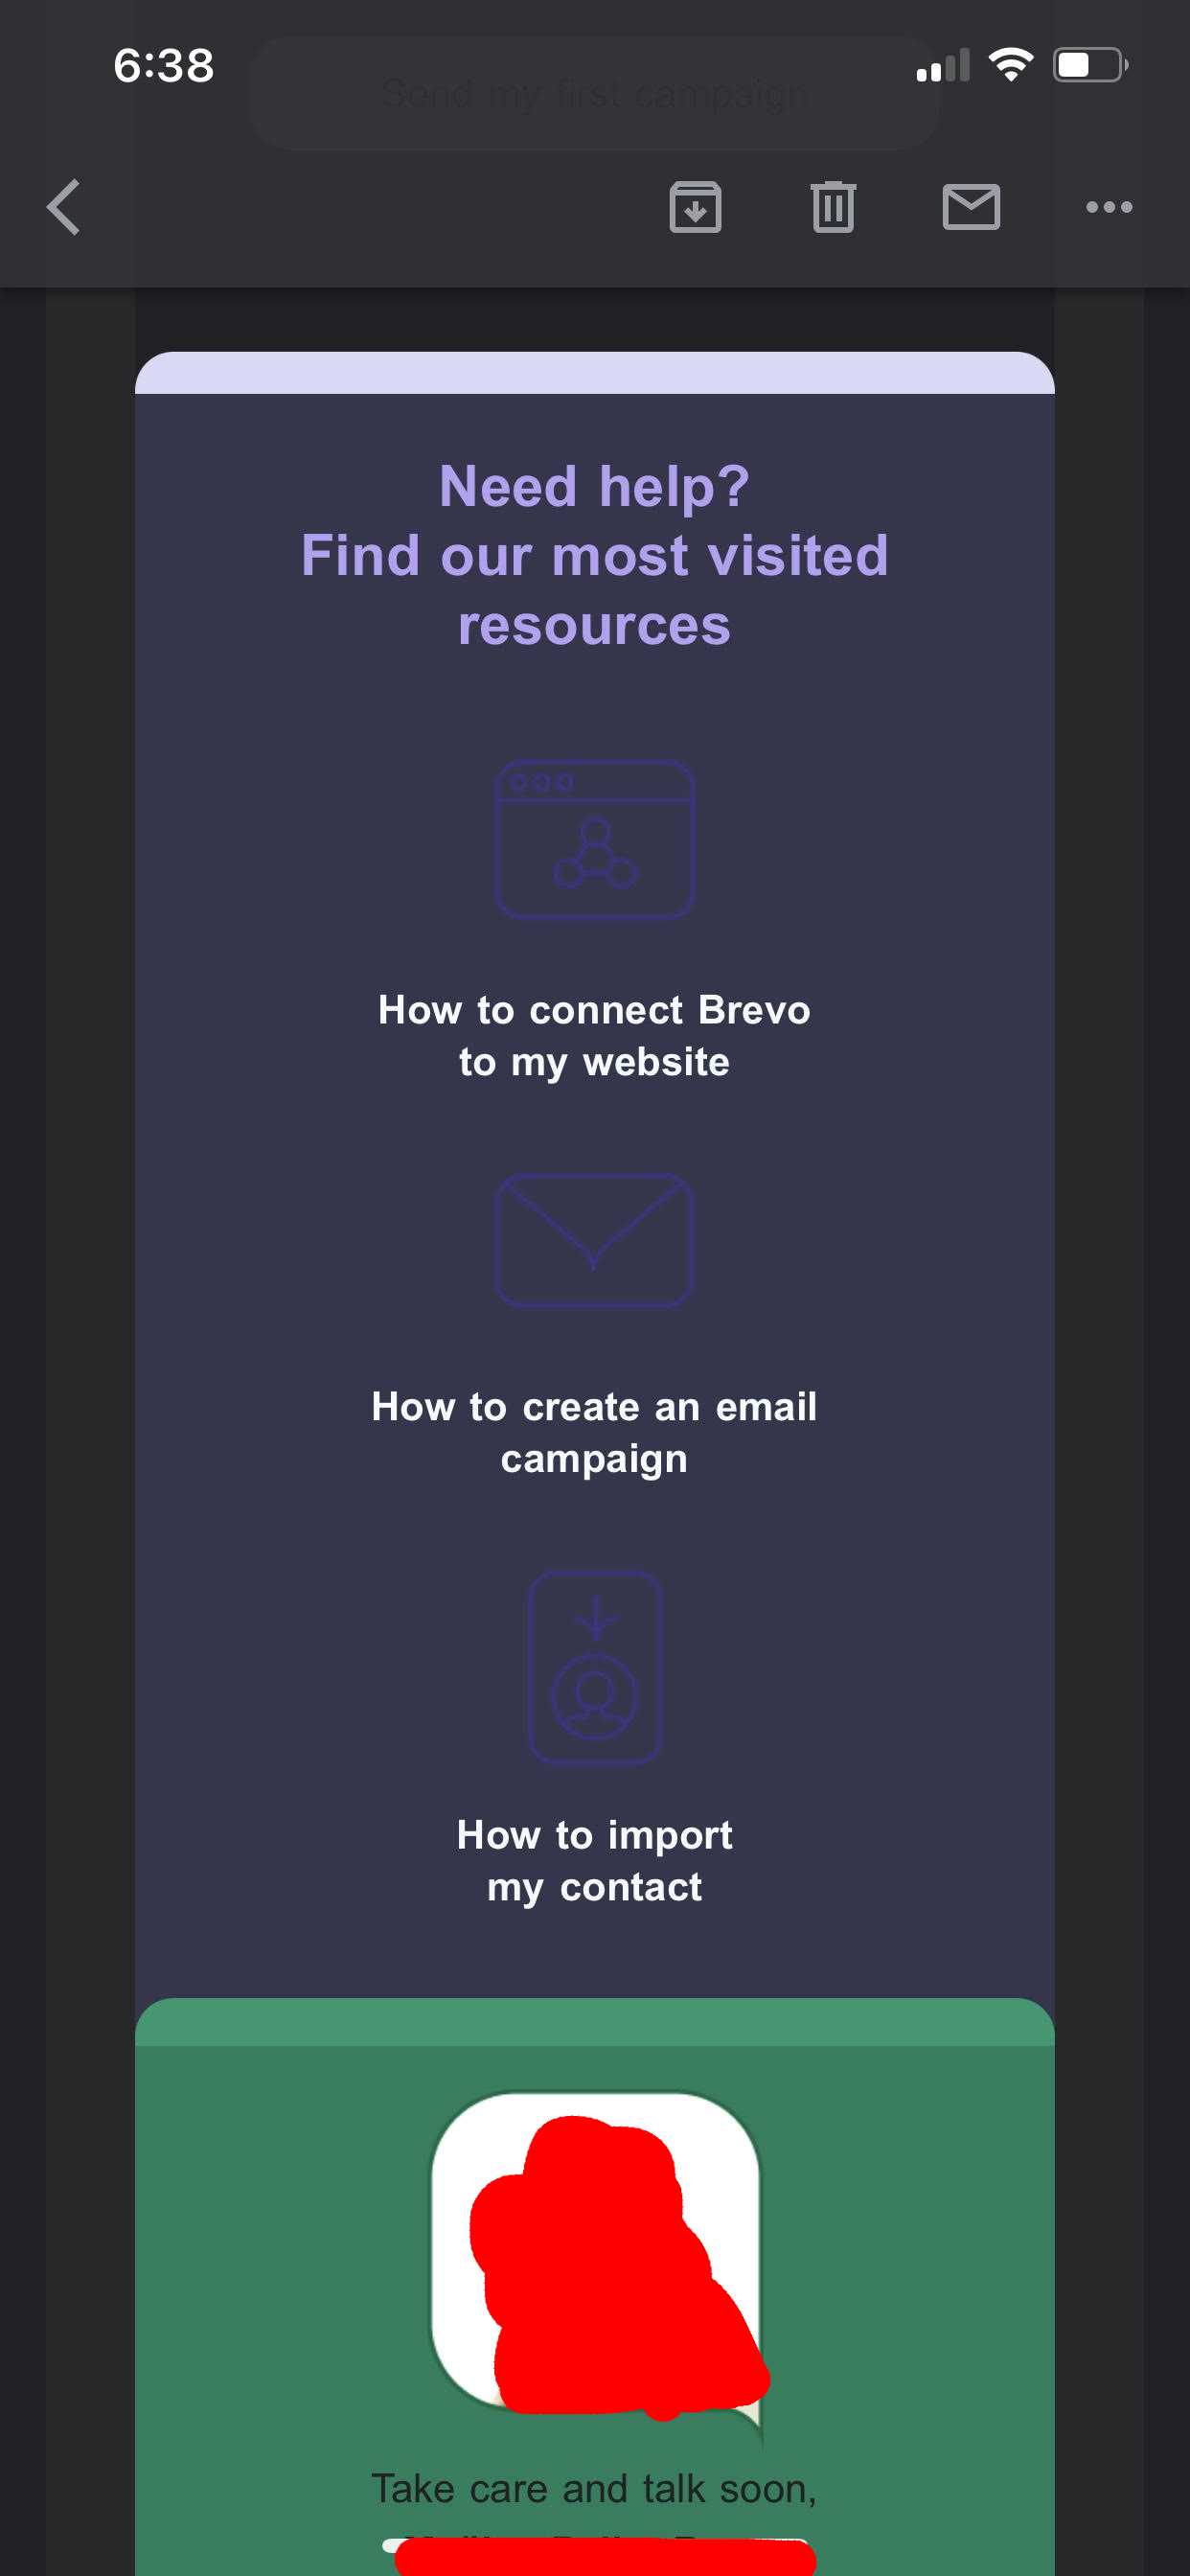 6:38
Send my first campaign
Need help?
Find our most visited
resources
How to connect Brevo
to my website
How to create an email
campaign
How to import
my contact
Take care and talk soon,